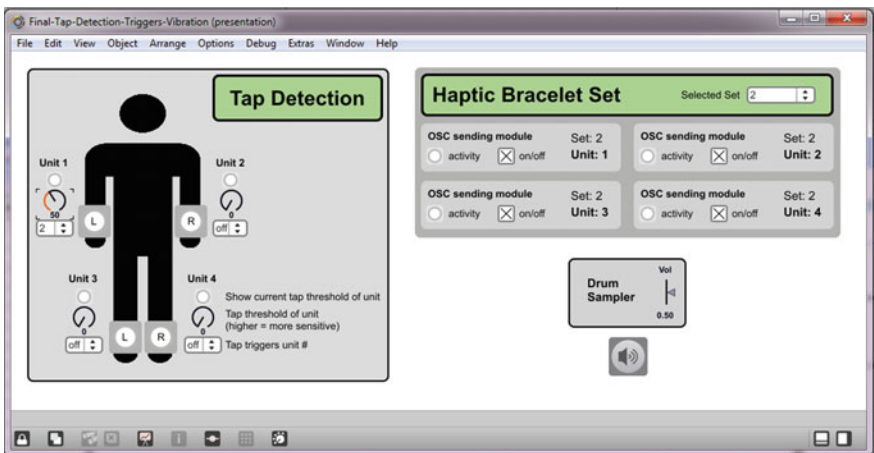 Final-Tap-Detection-Triggers-Vibration (presentation)
File Edit View Object Arrange Options Debug Extras Window Help
Tap Detection
Unit 1
50
2
L
Unit 2
0
off
R
Unit 3
0
off
L
Unit 4
0
off
R
Show current tap threshold of unit
Tap threshold of unit
(higher = more sensitive)
Tap triggers unit #
Haptic Bracelet Set
Selected Set 2
OSC sending module Set: 2
activity on/off Unit: 1
OSC sending module Set: 2
activity on/off Unit: 2
OSC sending module Set: 2
activity on/off Unit: 3
OSC sending module Set: 2
activity on/off Unit: 4
Drum
Sampler
Vol
0.50